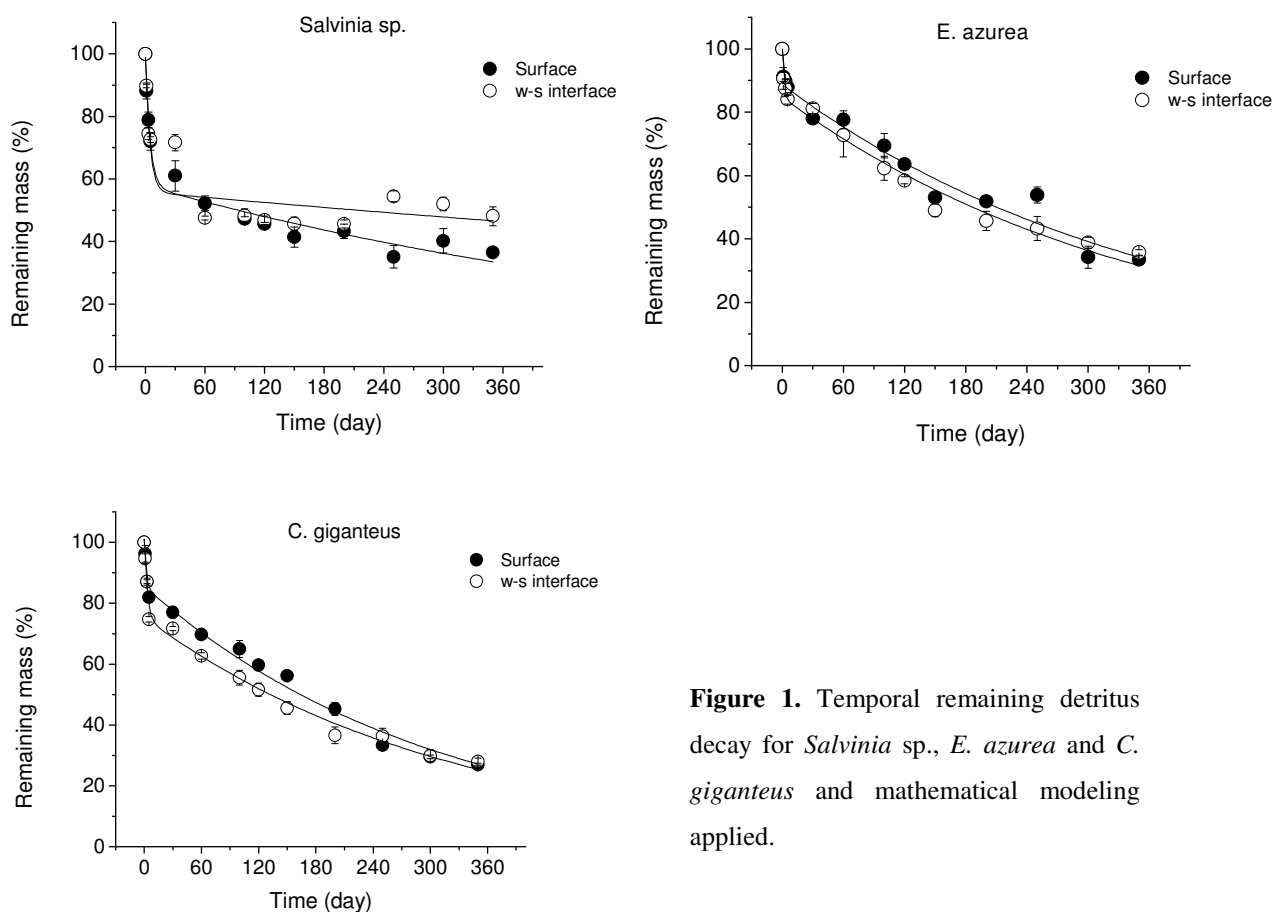 Salvinia sp.
Surface
w-s interface
Remaining mass (%)
100
80
60
40
20
0
0 60 120 180 240 300 360
Time (day)
E. azurea
Surface
w-s interface
Remaining mass (%)
100
80
60
40
20
0
0 60 120 180 240 300 360
Time (day)
C. giganteus
Surface
w-s interface
Remaining mass (%)
100
80
60
40
20
0
0 60 120 180 240 300 360
Time (day)
Figure 1. Temporal remaining detritus
decay for Salvinia sp., E. azurea and C.
giganteus and mathematical modeling
applied.